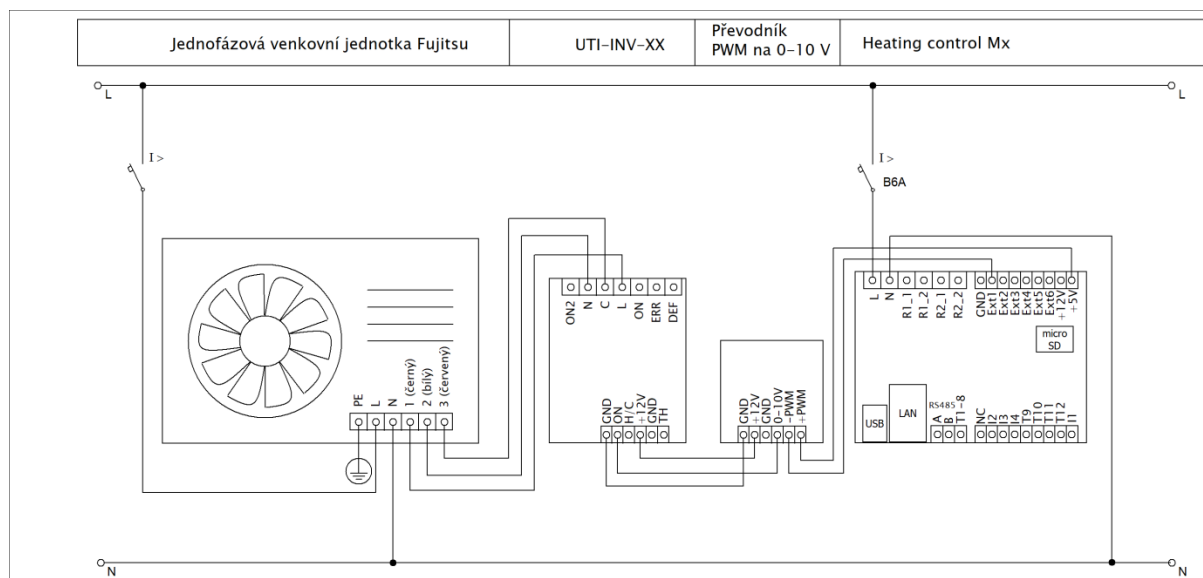 Jednofázová venkovní jednotka Fujitsu
UTI-INV-XX
Převodník
PWM na 0-10 V
Heating control Mx
L
L
I >
I >
B6A
PE
L
N
1 (černý)
2 (bílý)
3 (červený)
ON2
N
C
L
ON
ERR
DEF
GND
ON
H/C
+12V
GND
TH
GND
+12V
GND
0-10V
-PWM
+PWM
L
N
R1_1
R1_2
R2_1
R2_2
GND
Ext1
Ext2
Ext3
Ext4
Ext5
Ext6
+12V
+5V
micro
SD
USB
LAN
RS485
A
B
T1-8
NC
I2
I3
I4
T9
T10
T11
T12
I1
N
N